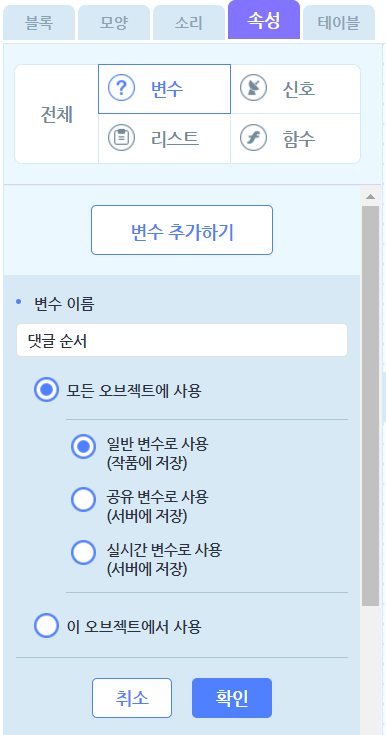 블록 모양 소리 속성 테이블
전체
? 변수
신호
리스트
함수
변수 추가하기
• 변수 이름
댓글 순서
모든 오브젝트에 사용
일반 변수로 사용
(작품에 저장)
공유 변수로 사용
(서버에 저장)
실시간 변수로 사용
(서버에 저장)
이 오브젝트에서 사용
취소 확인